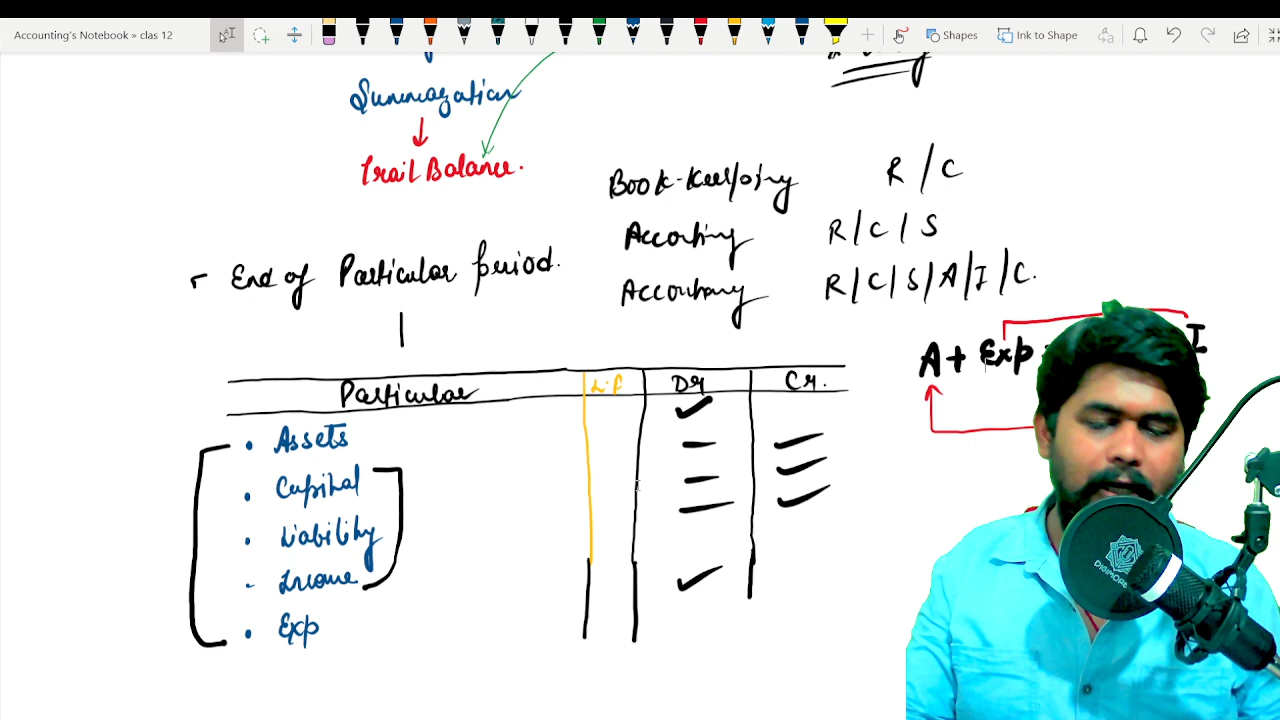 Accounting's Notebook » clas 12
Shapes
Ink to Shape
Summazation
Trail Balance.
Book-Keeping R/C
Accounting R/C/S
Accountany R/C/S/A/I/C.
End of Particular period.
A + Exp I
Particular L.F Dr Cr.
Assets
Capital
Liability
Income
Exp